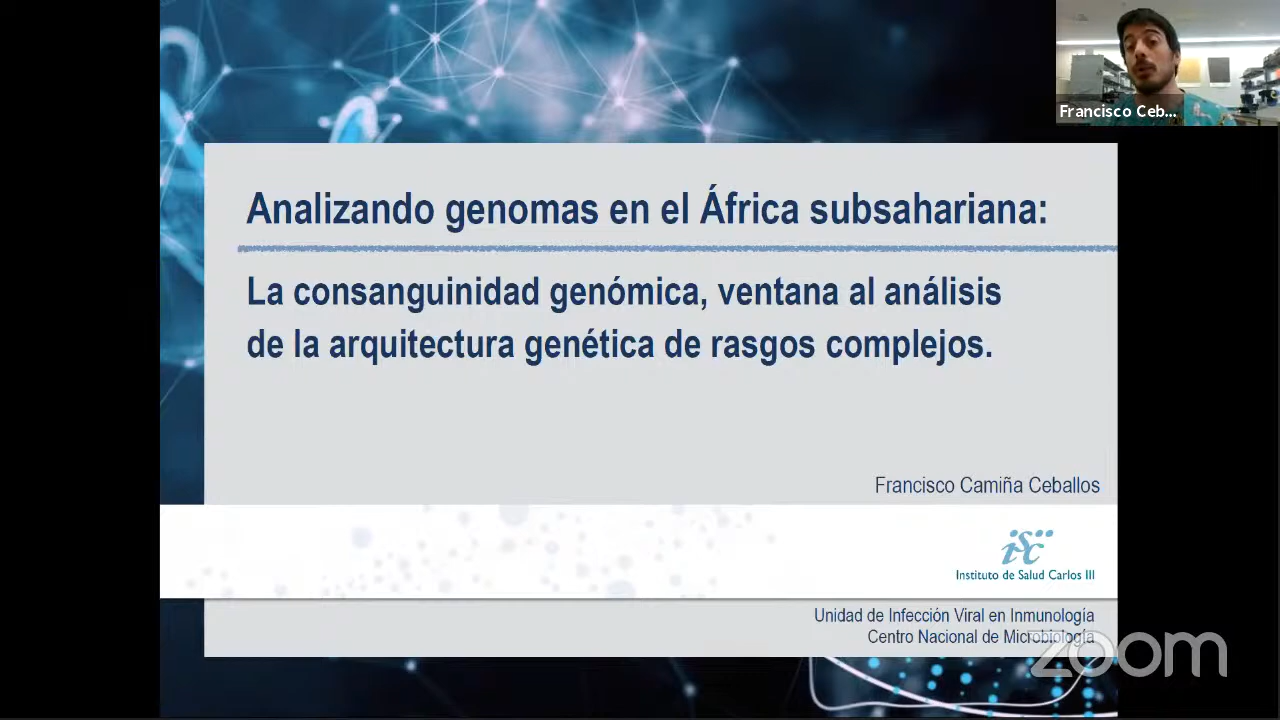 Francisco Ceb...
Analizando genomas en el África subsahariana:
La consanguinidad genómica, ventana al análisis
de la arquitectura genética de rasgos complejos.
Francisco Camiña Ceballos
isc
Instituto de Salud Carlos III
Unidad de Infección Viral en Inmunología
Centro Nacional de Microbiología
zoom